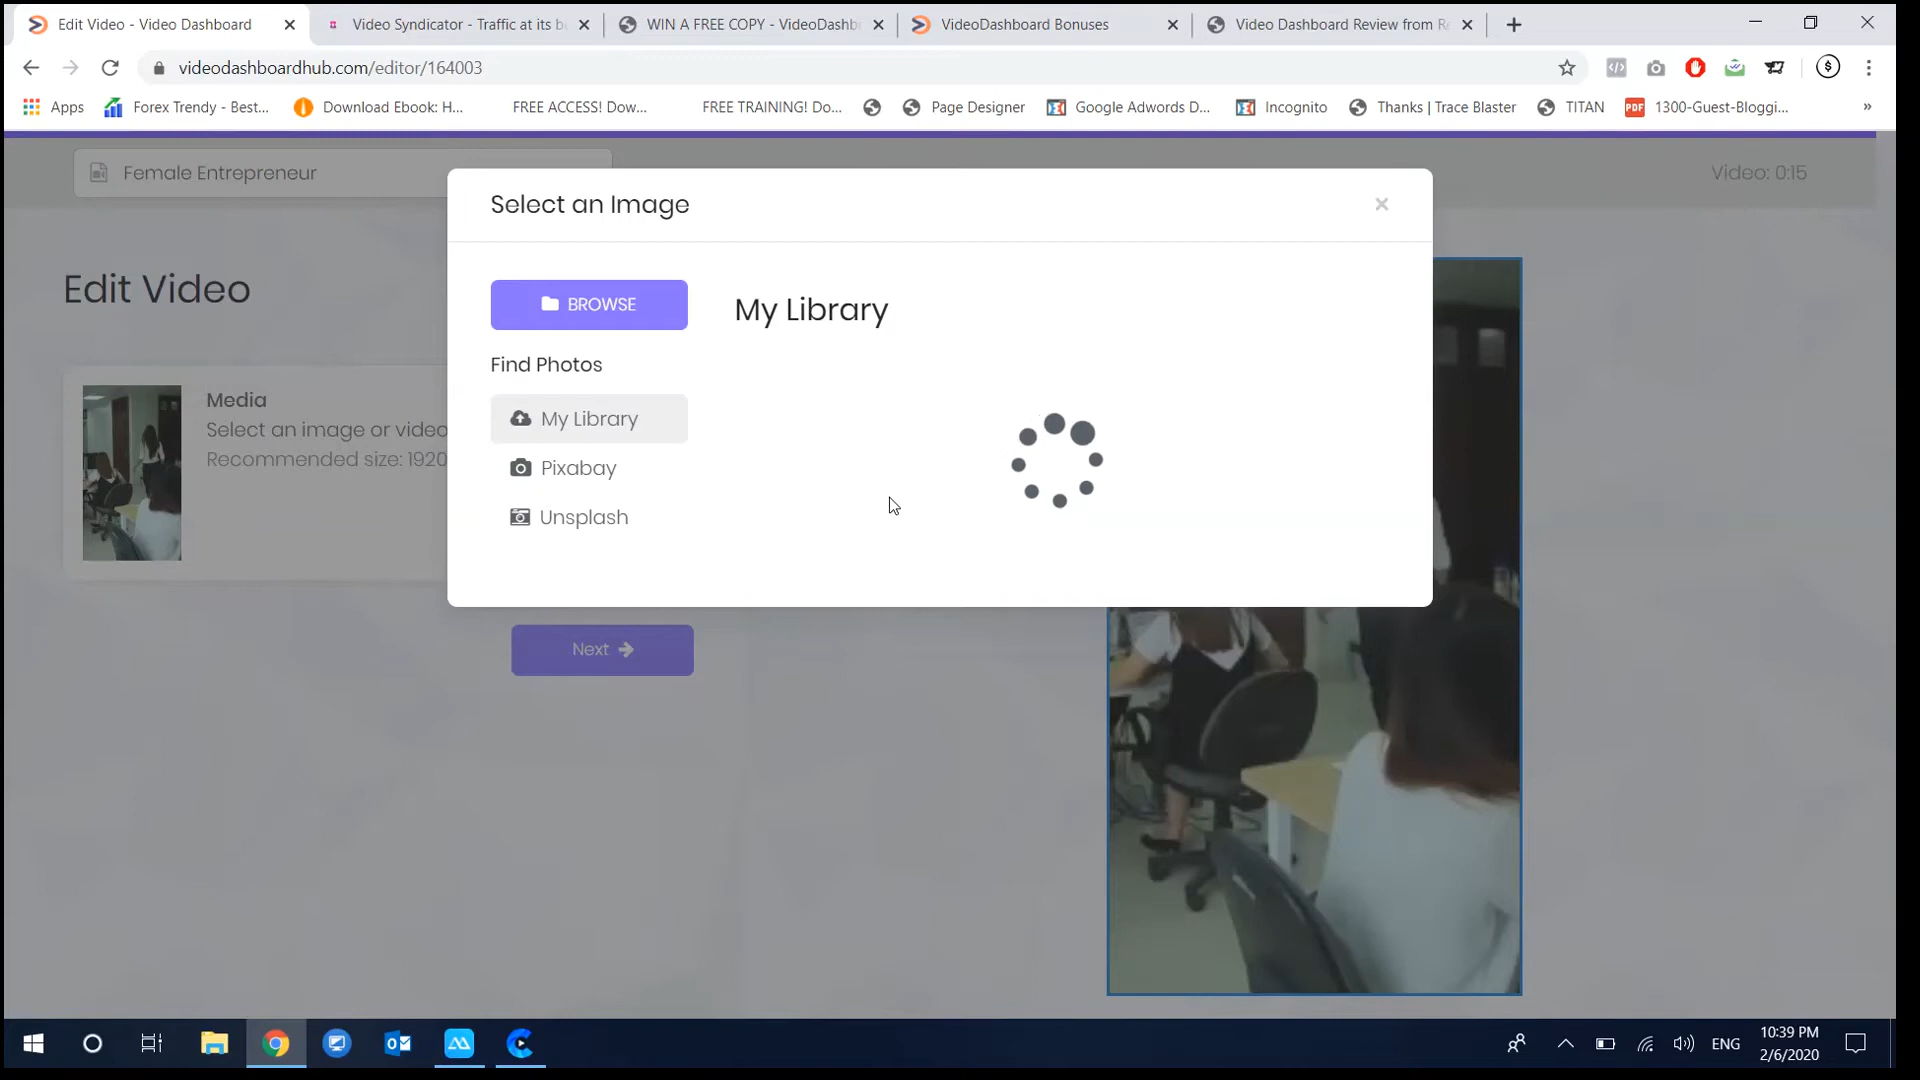 Edit Video - Video Dashboard
Video Syndicator - Traffic at its be
WIN A FREE COPY - VideoDashb
VideoDashboard Bonuses
Video Dashboard Review from Re
videodashboardhub.com/editor/164003
Apps
Forex Trendy - Best...
Download Ebook: H...
FREE ACCESS! Dow...
FREE TRAINING! Do...
Page Designer
Google Adwords D...
Incognito
Thanks | Trace Blaster
TITAN
PDF
1300-Guest-Bloggi...
»
Female Entrepreneur
Video: 0:15
Select an Image
×
Edit Video
BROWSE
My Library
Find Photos
My Library
Pixabay
Unsplash
Media
Select an image or video
Recommended size: 1920
Next
ENG
10:39 PM
2/6/2020